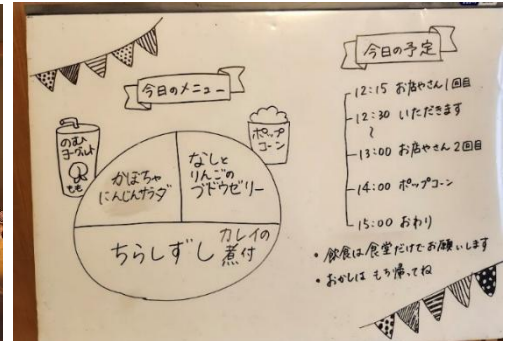 今日のメニュー
のむ
ヨーグルト
もも
ポップ
コーン
かぼちゃ
にんじんサラダ
なしと
りんごの
ブドウゼリー
ちらしずし
カレイの
煮付
今日の予定
12:15 お店やさん1回目
12:30 いただきます
〜
13:00 お店やさん2回目
14:00 ポップコーン
15:00 おわり
・飲食は食堂だけでお願いします
・おかしは もち帰ってね